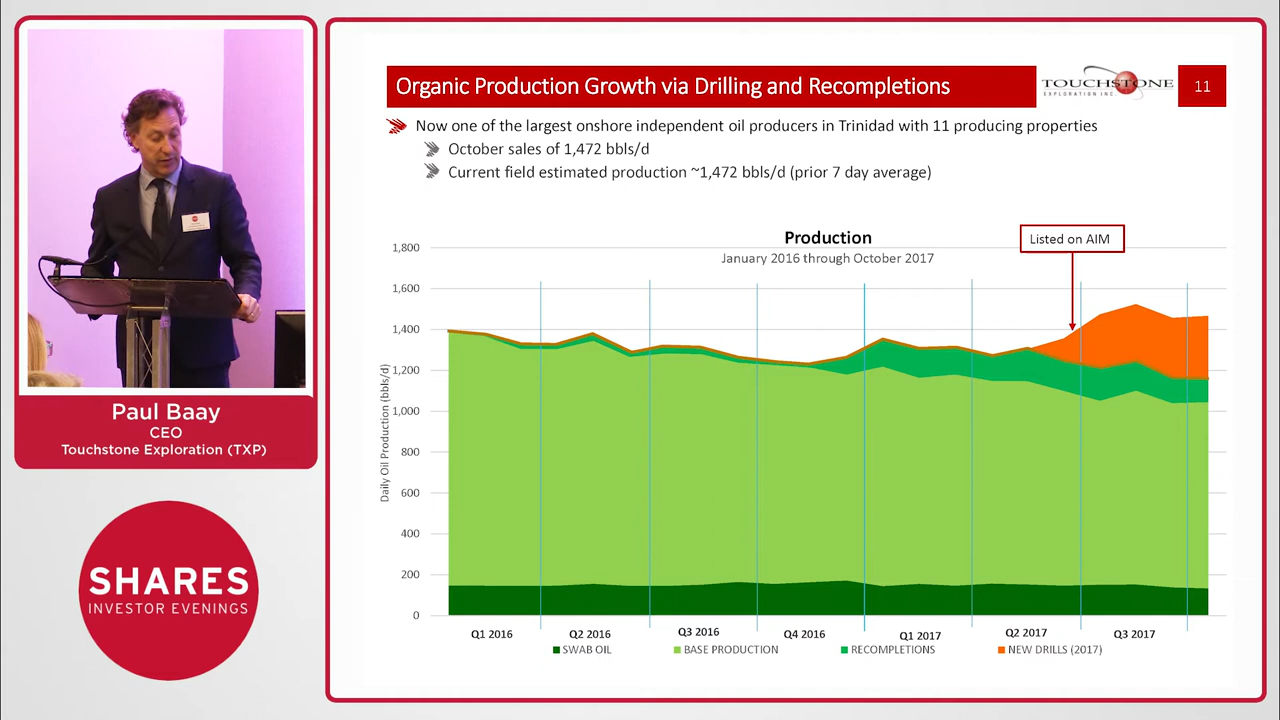 Organic Production Growth via Drilling and Recompletions
TOUCHSTONE
EXPLORATION INC.
11
Now one of the largest onshore independent oil producers in Trinidad with 11 producing properties
October sales of 1,472 bbls/d
Current field estimated production ~1,472 bbls/d (prior 7 day average)
Production
January 2016 through October 2017
Listed on AIM
Daily Oil Production (bbls/d)
1,800
1,600
1,400
1,200
1,000
800
600
400
200
0
Q1 2016
Q2 2016
Q3 2016
Q4 2016
Q1 2017
Q2 2017
Q3 2017
SWAB OIL
BASE PRODUCTION
RECOMPLETIONS
NEW DRILLS (2017)
Paul Baay
CEO
Touchstone Exploration (TXP)
SHARES
INVESTOR EVENINGS